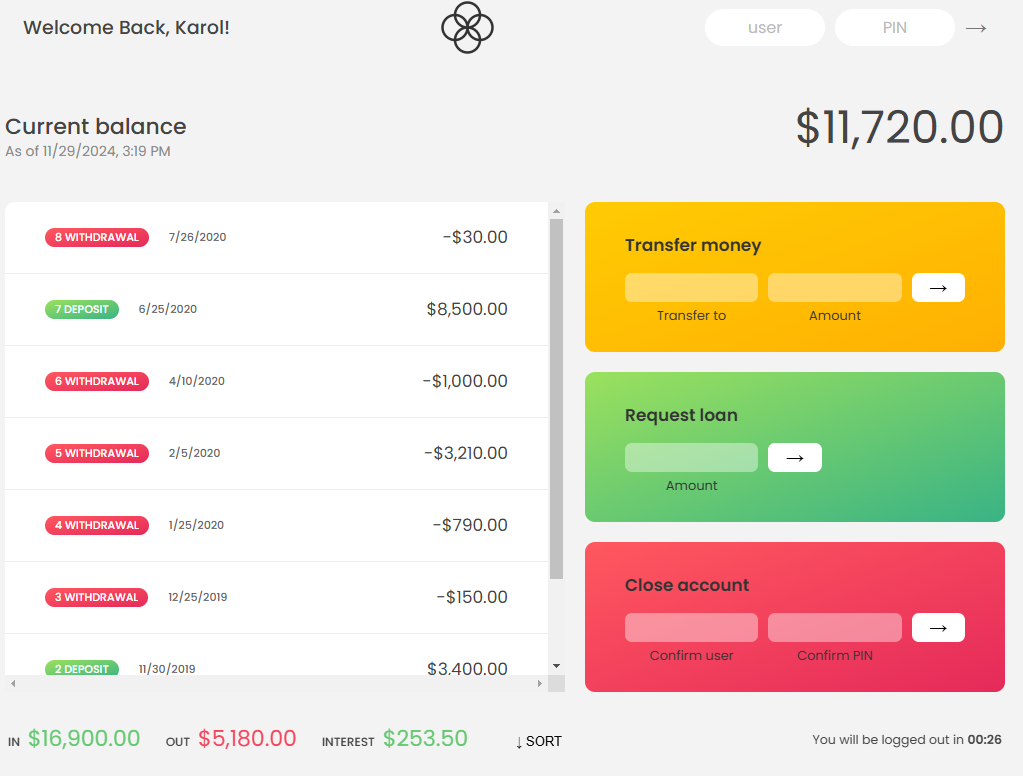 Welcome Back, Karol!
user
PIN
→
Current balance
As of 11/29/2024, 3:19 PM
$11,720.00
8 WITHDRAWAL 7/26/2020 -$30.00
7 DEPOSIT 6/25/2020 $8,500.00
6 WITHDRAWAL 4/10/2020 -$1,000.00
5 WITHDRAWAL 2/5/2020 -$3,210.00
4 WITHDRAWAL 1/25/2020 -$790.00
3 WITHDRAWAL 12/25/2019 -$150.00
2 DEPOSIT 11/30/2019 $3,400.00
Transfer money
→
Transfer to Amount
Request loan
→
Amount
Close account
→
Confirm user Confirm PIN
IN $16,900.00 OUT $5,180.00 INTEREST $253.50 ↓ SORT
You will be logged out in 00:26